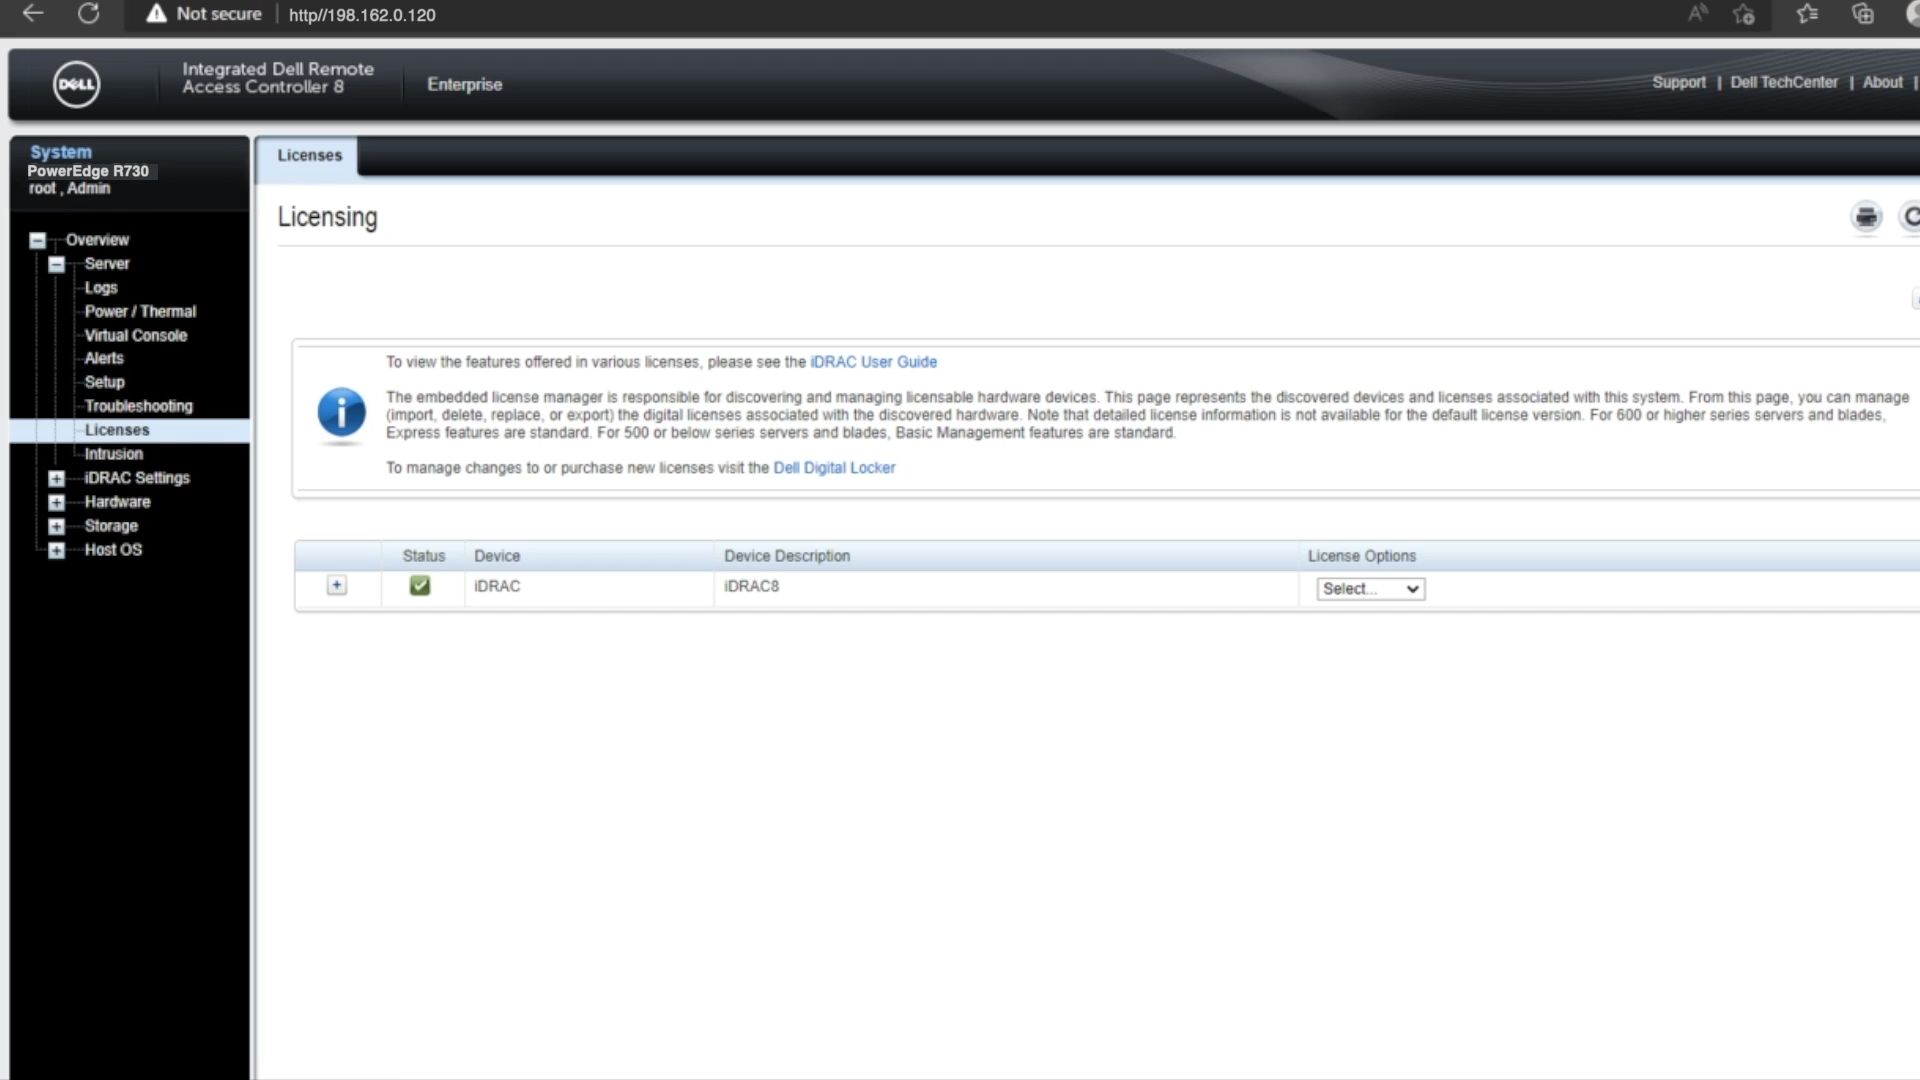 Not secure http//198.162.0.120
DELL
Integrated Dell Remote
Access Controller 8
Enterprise
Support | Dell TechCenter | About |
System
PowerEdge R730
root , Admin
Overview
Server
Logs
Power / Thermal
Virtual Console
Alerts
Setup
Troubleshooting
Licenses
Intrusion
iDRAC Settings
Hardware
Storage
Host OS
Licenses
Licensing
To view the features offered in various licenses, please see the iDRAC User Guide
The embedded license manager is responsible for discovering and managing licensable hardware devices. This page represents the discovered devices and licenses associated with this system. From this page, you can manage
(import, delete, replace, or export) the digital licenses associated with the discovered hardware. Note that detailed license information is not available for the default license version. For 600 or higher series servers and blades,
Express features are standard. For 500 or below series servers and blades, Basic Management features are standard.
To manage changes to or purchase new licenses visit the Dell Digital Locker
Status Device Device Description License Options
iDRAC iDRAC8 Select...